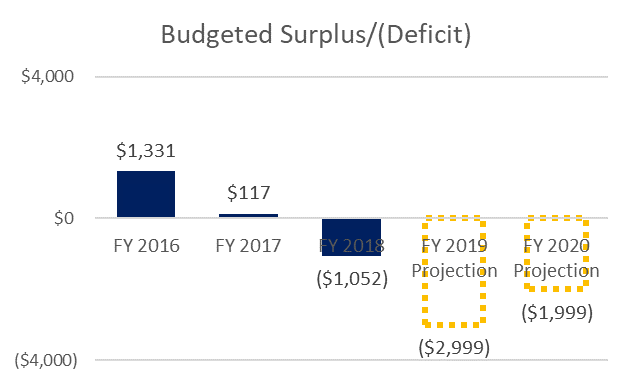 Budgeted Surplus/(Deficit)
$4,000
$1,331
$117
$0
FY 2016
FY 2017
FY 2018
FY 2019
Projection
FY 2020
Projection
($1,052)
($1,999)
($2,999)
($4,000)